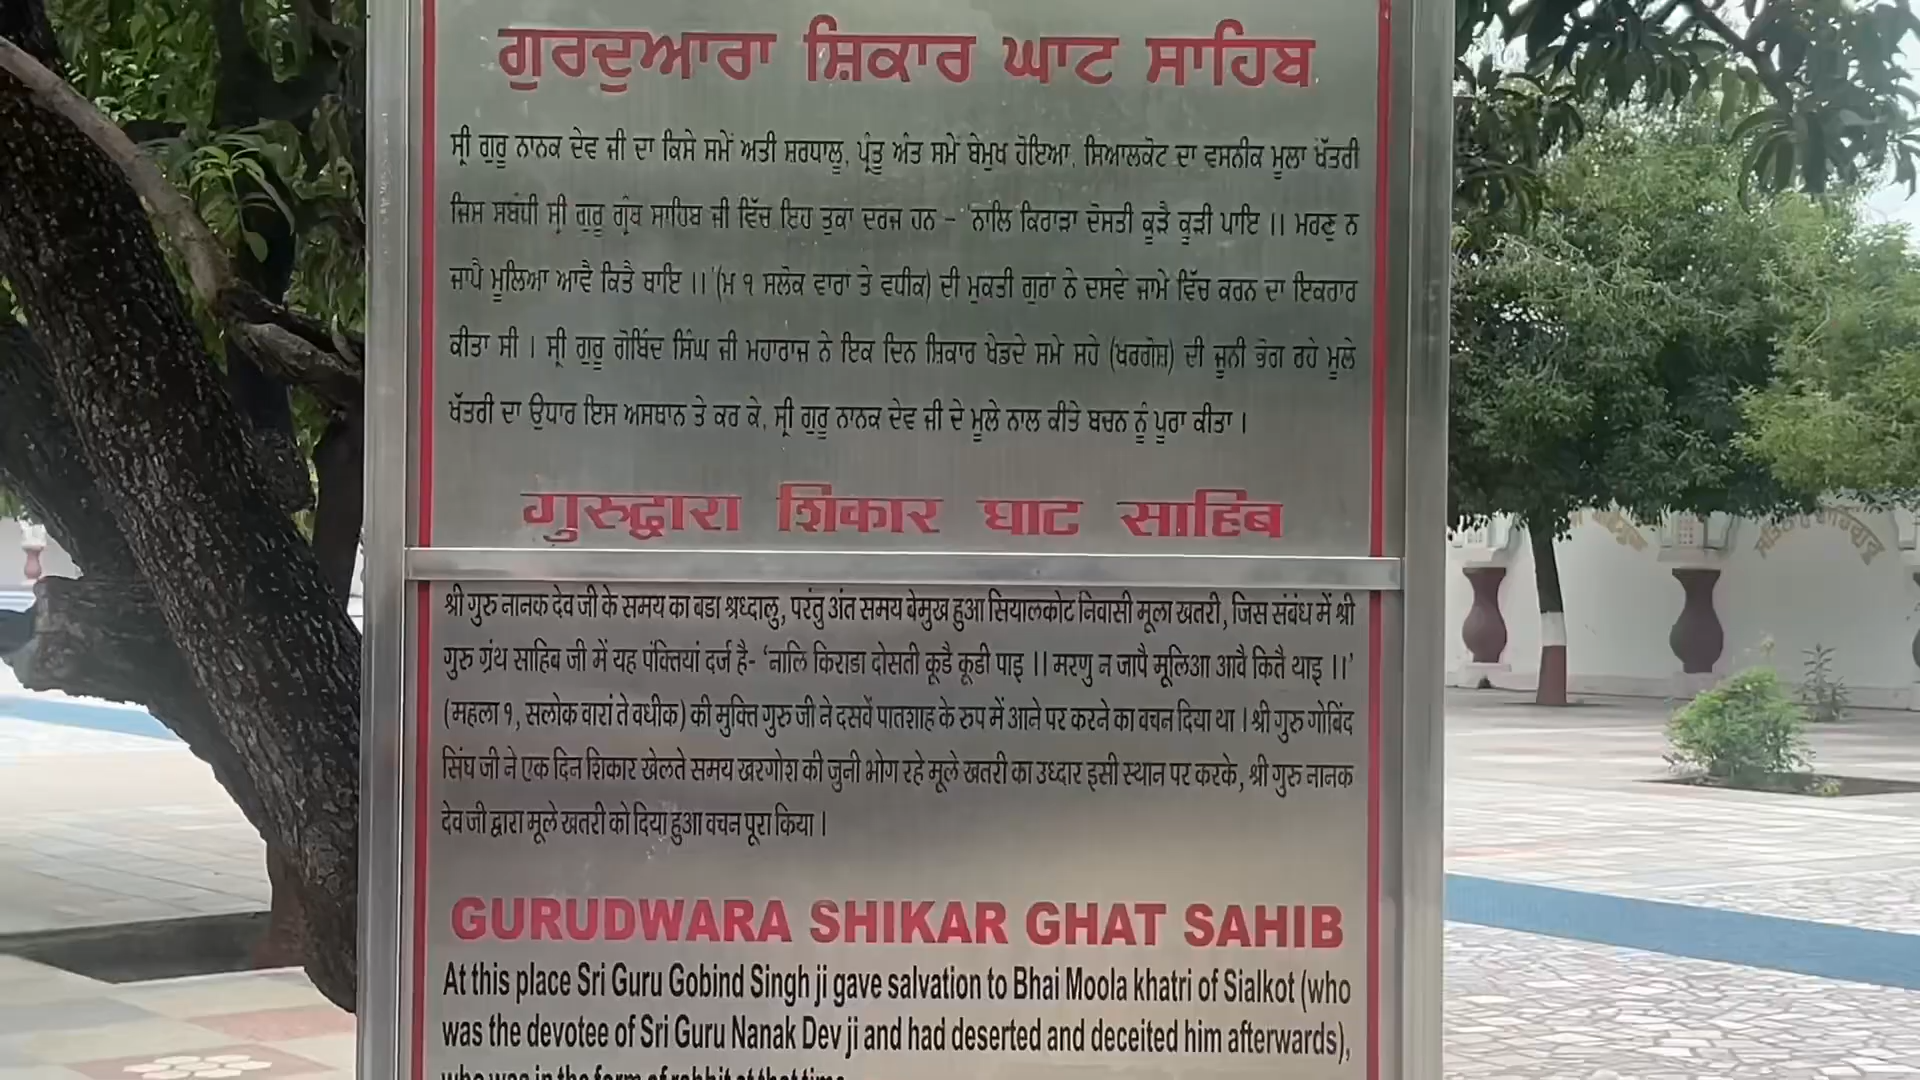 ਗੁਰਦੁਆਰਾ ਸ਼ਿਕਾਰ ਘਾਟ ਸਾਹਿਬ
ਸ੍ਰੀ ਗੁਰੂ ਨਾਨਕ ਦੇਵ ਜੀ ਦਾ ਕਿਸੇ ਸਮੇਂ ਅਤੀ ਸ਼ਰਧਾਲੂ, ਪ੍ਰੰਤੂ ਅੰਤ ਸਮੇਂ ਬੇਮੁਖ ਹੋਇਆ, ਸਿਆਲਕੋਟ ਦਾ ਵਸਨੀਕ ਮੂਲਾ ਖੱਤਰੀ
ਜਿਸ ਸਬੰਧੀ ਸ੍ਰੀ ਗੁਰੂ ਗ੍ਰੰਥ ਸਾਹਿਬ ਜੀ ਵਿੱਚ ਇਹ ਤੁਕਾਂ ਦਰਜ ਹਨ – 'ਨਾਲਿ ਕਿਰਾੜਾ ਦੋਸਤੀ ਕੂੜੈ ਕੂੜੀ ਪਾਇ ।। ਮਰਣੁ ਨ
ਜਾਪੈ ਮੂਲਿਆ ਆਵੈ ਕਿਤੈ ਥਾਇ ।।'(ਮ ੧ ਸਲੋਕ ਵਾਰਾਂ ਤੇ ਵਧੀਕ) ਦੀ ਮੁਕਤੀ ਗੁਰਾਂ ਨੇ ਦਸਵੇਂ ਜਾਮੇ ਵਿੱਚ ਕਰਨ ਦਾ ਇਕਰਾਰ
ਕੀਤਾ ਸੀ । ਸ੍ਰੀ ਗੁਰੂ ਗੋਬਿੰਦ ਸਿੰਘ ਜੀ ਮਹਾਰਾਜ ਨੇ ਇਕ ਦਿਨ ਸ਼ਿਕਾਰ ਖੇਡਦੇ ਸਮੇਂ ਸਹੇ (ਖਰਗੋਸ਼) ਦੀ ਜੂਨੀ ਭੋਗ ਰਹੇ ਮੂਲੇ
ਖੱਤਰੀ ਦਾ ਉਧਾਰ ਇਸ ਅਸਥਾਨ ਤੇ ਕਰ ਕੇ, ਸ੍ਰੀ ਗੁਰੂ ਨਾਨਕ ਦੇਵ ਜੀ ਦੇ ਮੂਲੇ ਨਾਲ ਕੀਤੇ ਬਚਨ ਨੂੰ ਪੂਰਾ ਕੀਤਾ ।
गुरुद्वारा शिकार घाट साहिब
श्री गुरु नानक देव जी के समय का बडा श्रध्दालु, परंतु अंत समय बेमुख हुआ सियालकोट निवासी मूला खतरी, जिस संबंध में श्री
गुरु ग्रंथ साहिब जी में यह पंक्तियां दर्ज है- 'नालि किराडा दोसती कूडै कूडी पाइ ।। मरणु न जापै मूलिआ आवै कितै थाइ ।।'
(महला १, सलोक वारां ते वधीक) की मुक्ति गुरु जी ने दसवें पातशाह के रुप में आने पर करने का वचन दिया था । श्री गुरु गोबिंद
सिंघ जी ने एक दिन शिकार खेलते समय खरगोश की जुनी भोग रहे मूले खतरी का उध्दार इसी स्थान पर करके, श्री गुरु नानक
देव जी द्वारा मूले खतरी को दिया हुआ वचन पूरा किया ।
GURUDWARA SHIKAR GHAT SAHIB
At this place Sri Guru Gobind Singh ji gave salvation to Bhai Moola khatri of Sialkot (who
was the devotee of Sri Guru Nanak Dev ji and had deserted and deceited him afterwards),
who was in the form of rabbit at that time